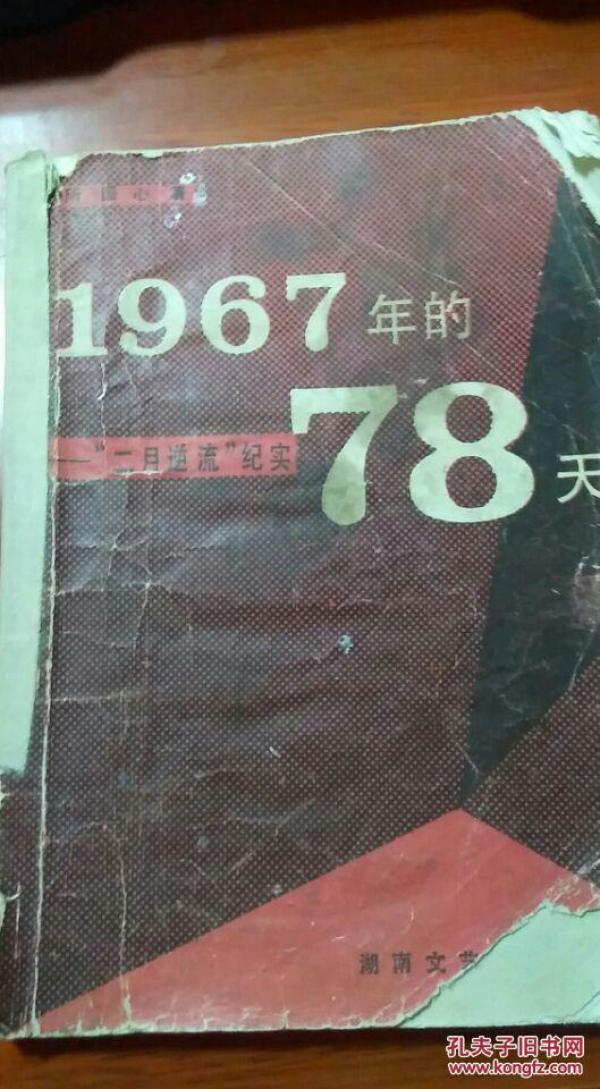 1967年的
78天
—“二月逆流”纪实
湖南文艺
孔夫子旧书网
www.kongfz.com